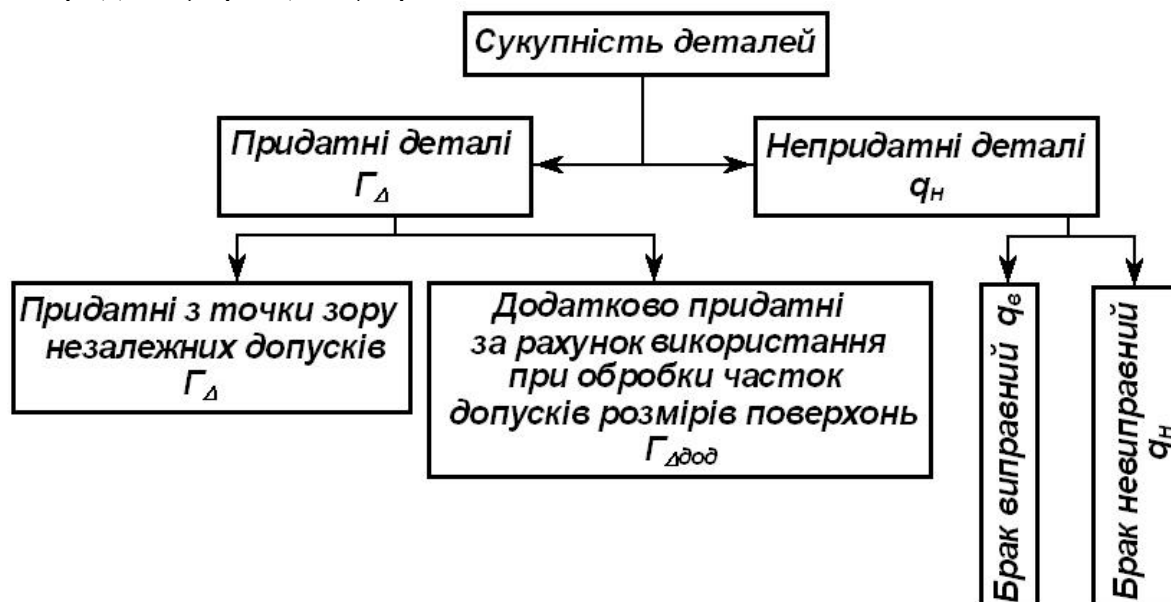 Сукупність деталей
Придатні деталі
Г_Δ
Непридатні деталі
q_н
Придатні з точки зору
незалежних допусків
Г_Δ
Додатково придатні
за рахунок використання
при обробки часток
допусків розмірів поверхонь
Г_Δдод
Брак виправний q_в
Брак невиправний
q_н